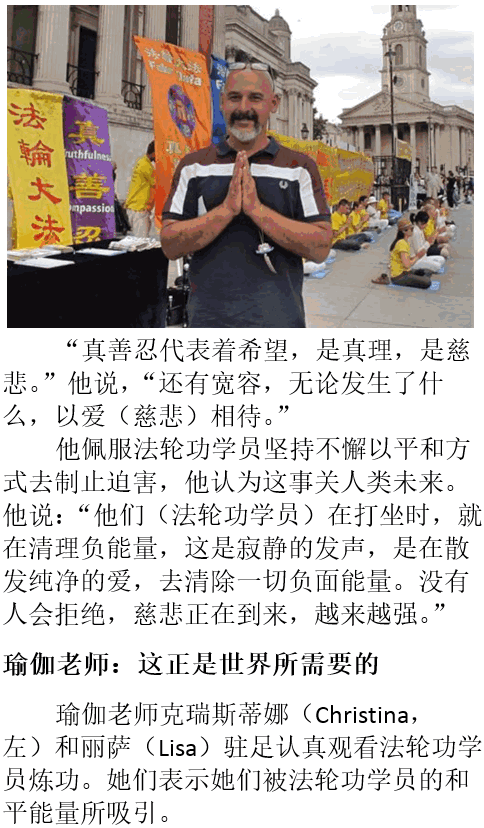 法輪大法
真善忍
Truthfulness
Compassion
法輪大法
Falun Dafa
“真善忍代表着希望，是真理，是慈
悲。”他说，“还有宽容，无论发生了什
么，以爱（慈悲）相待。”
他佩服法轮功学员坚持不懈以平和方
式去制止迫害，他认为这事关人类未来。
他说：“他们（法轮功学员）在打坐时，就
在清理负能量，这是寂静的发声，是在散
发纯净的爱，去清除一切负面能量。没有
人会拒绝，慈悲正在到来，越来越强。”
瑜伽老师：这正是世界所需要的
瑜伽老师克瑞斯蒂娜（Christina，
左）和丽萨（Lisa）驻足认真观看法轮功学
员炼功。她们表示她们被法轮功学员的和
平能量所吸引。